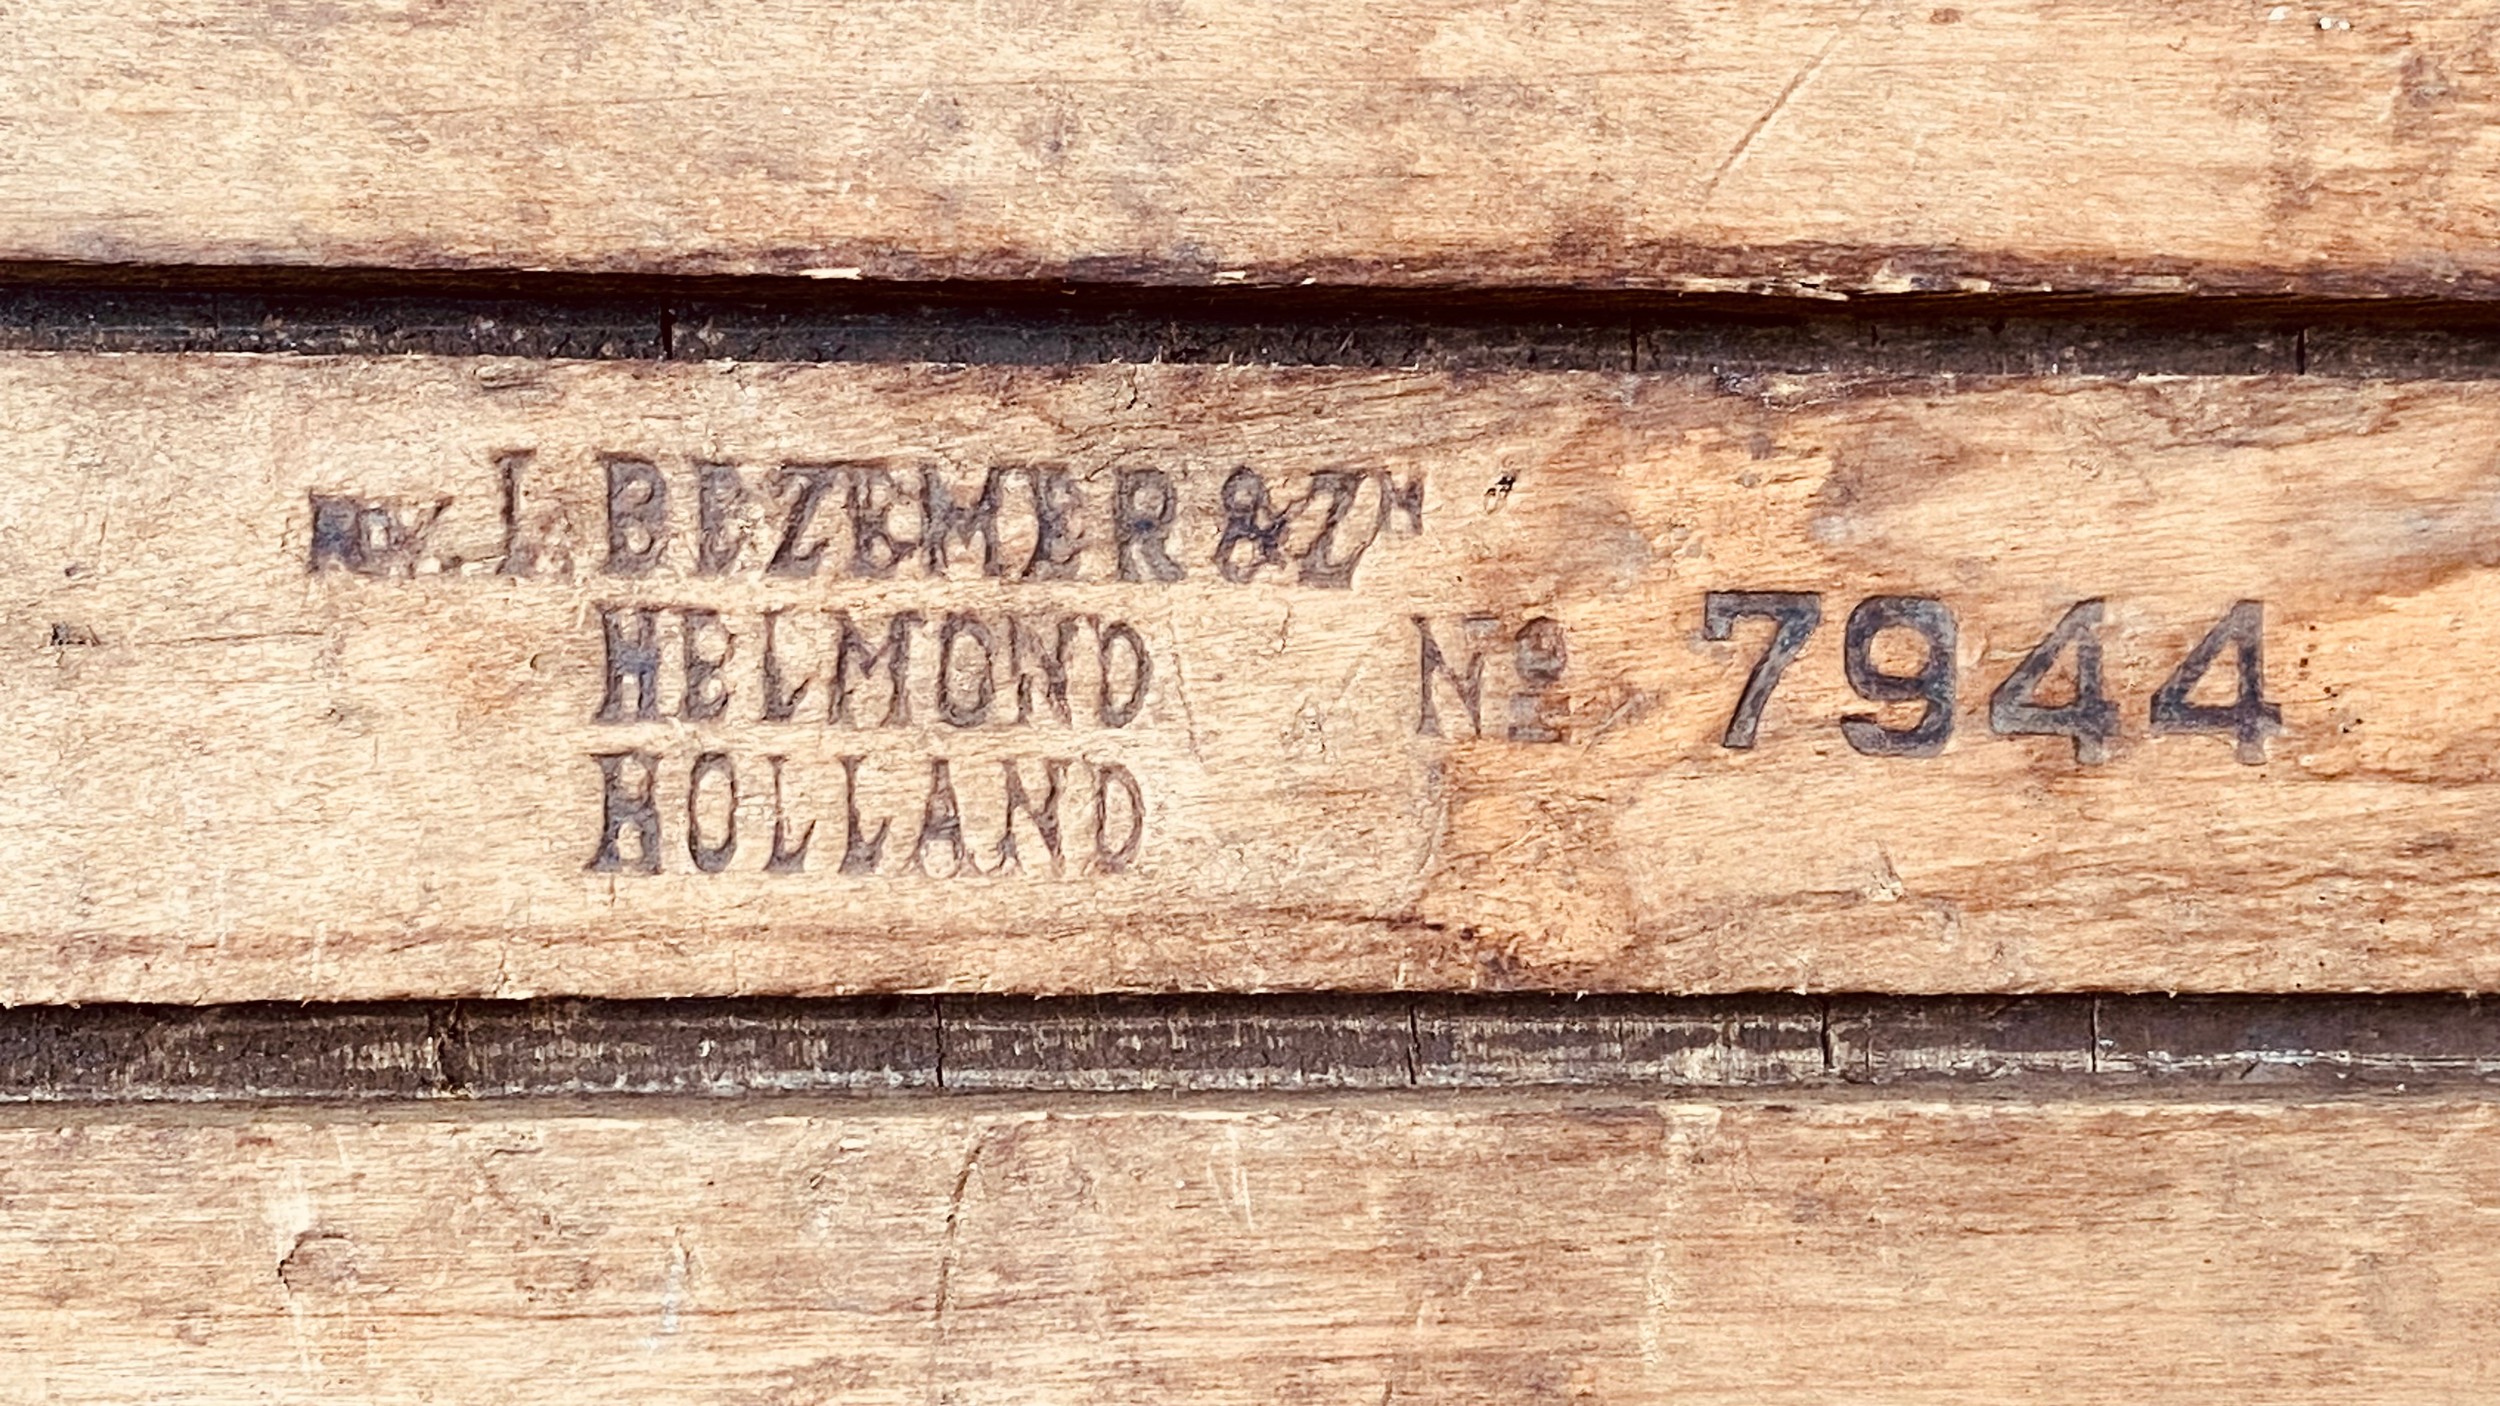 J. BEZEMER & ZN
HELMOND
HOLLAND
Nº 7944